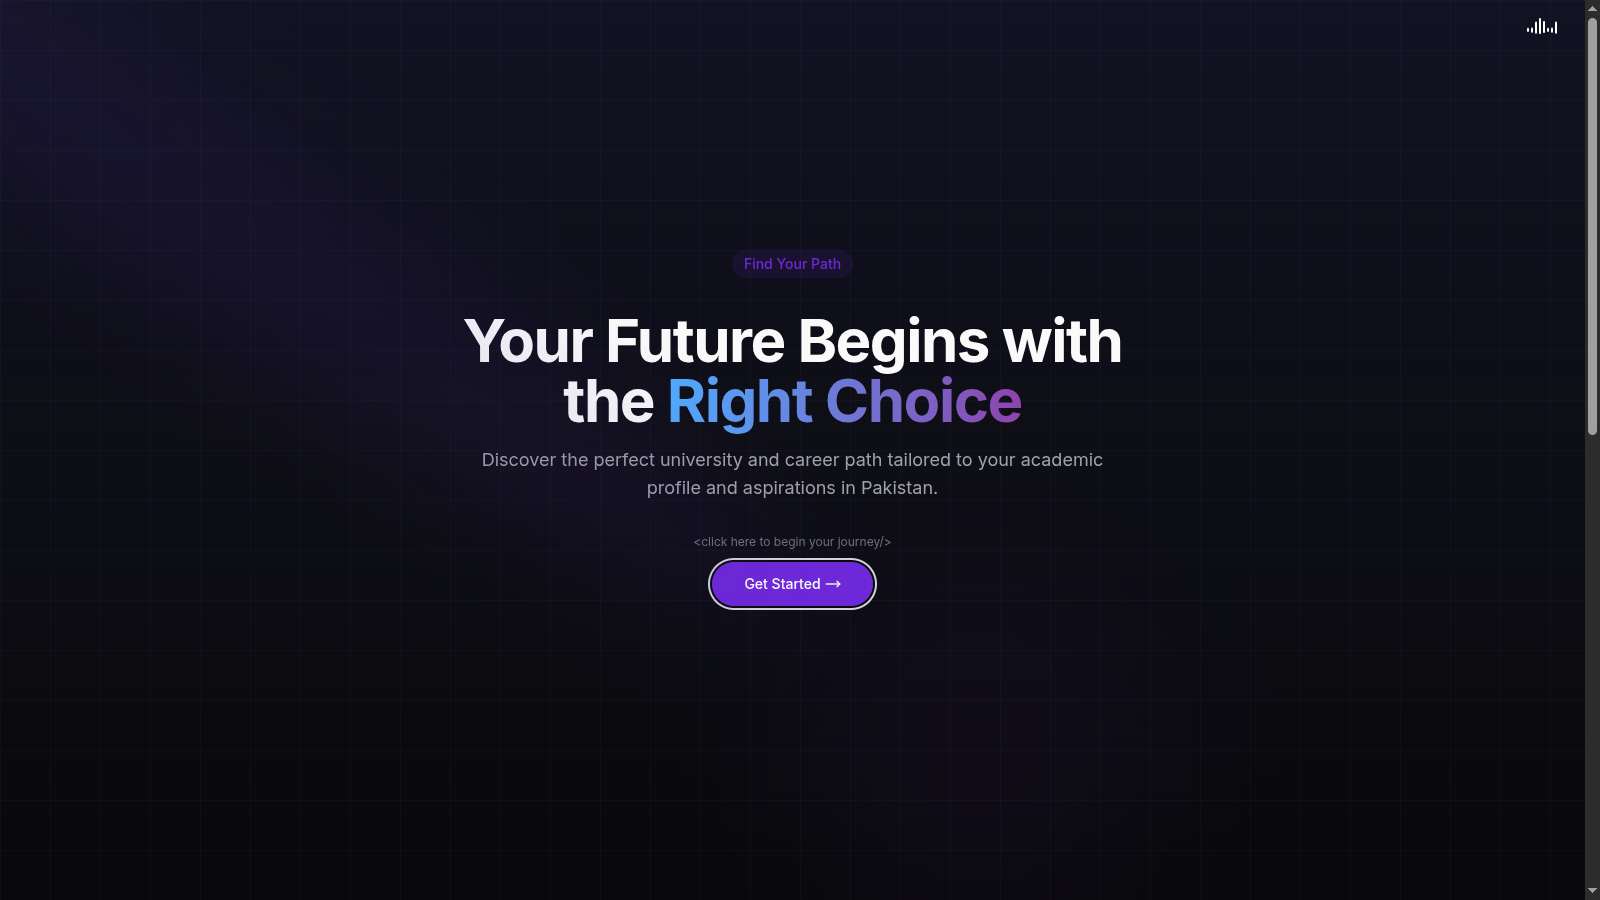 Find Your Path
Your Future Begins with
the Right Choice
Discover the perfect university and career path tailored to your academic
profile and aspirations in Pakistan.
<click here to begin your journey/>
Get Started →